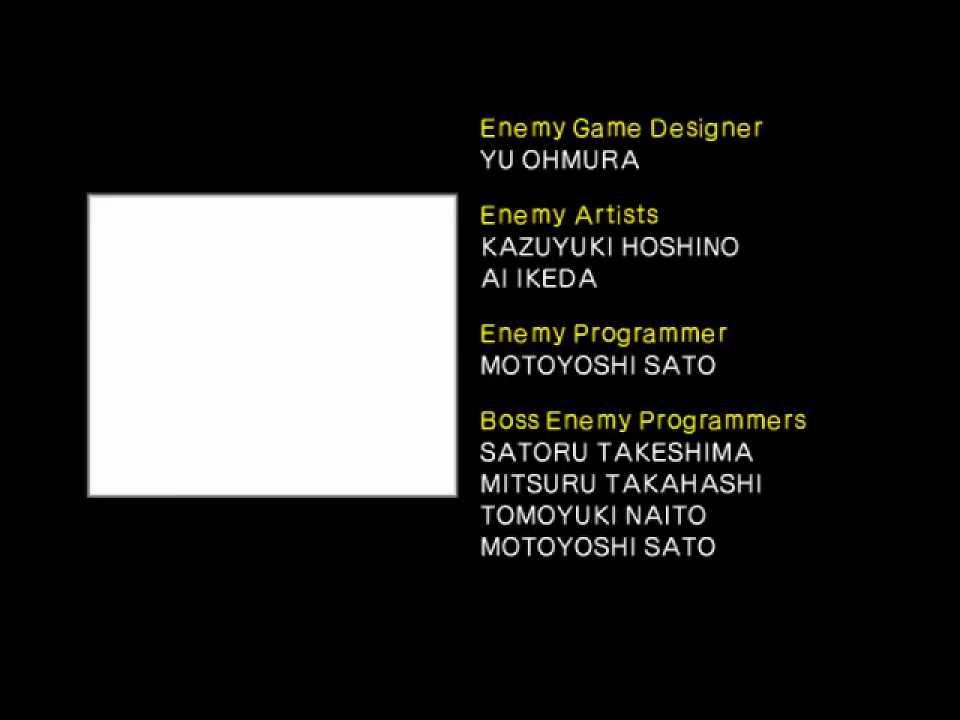 Enemy Game Designer
YU OHMURA
Enemy Artists
KAZUYUKI HOSHINO
AI IKEDA
Enemy Programmer
MOTOYOSHI SATO
Boss Enemy Programmers
SATORU TAKESHIMA
MITSURU TAKAHASHI
TOMOYUKI NAITO
MOTOYOSHI SATO